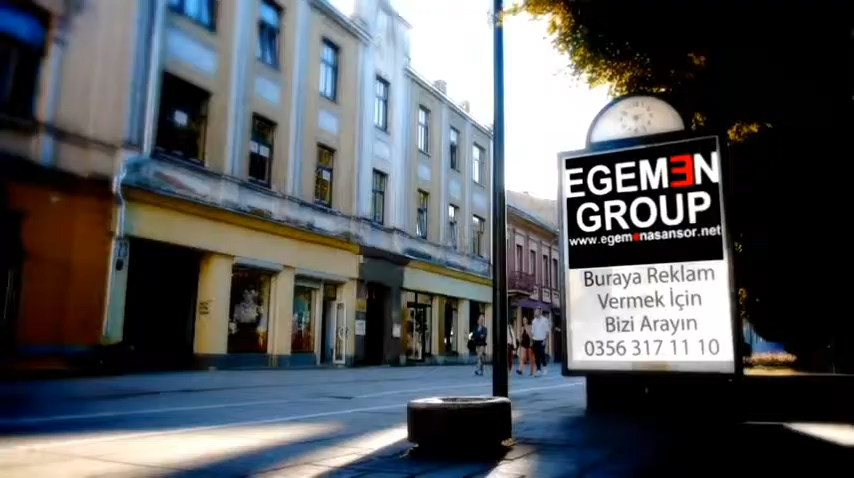 EGEMEN
GROUP
www.egemenasansor.net
Buraya Reklam
Vermek İçin
Bizi Arayın
0356 317 11 10